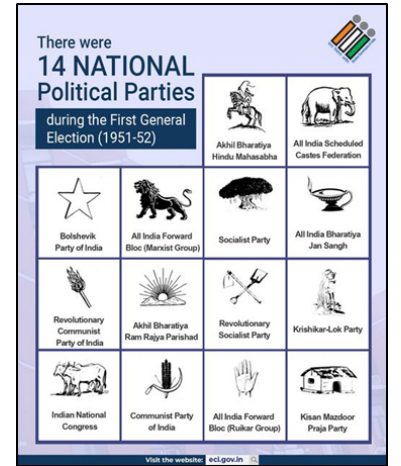 There were
14 NATIONAL
Political Parties
during the First General
Election (1951-52)
Akhil Bharatiya
Hindu Mahasabha
All India Scheduled
Castes Federation
Bolshevik
Party of India
All India Forward
Bloc (Marxist Group)
Socialist Party
All India Bharatiya
Jan Sangh
Revolutionary
Communist
Party of India
Akhil Bharatiya
Ram Rajya Parishad
Revolutionary
Socialist Party
Krishikar-Lok Party
Indian National
Congress
Communist Party
of India
All India Forward
Bloc (Ruikar Group)
Kisan Mazdoor
Praja Party
Visit the website: eci.gov.in